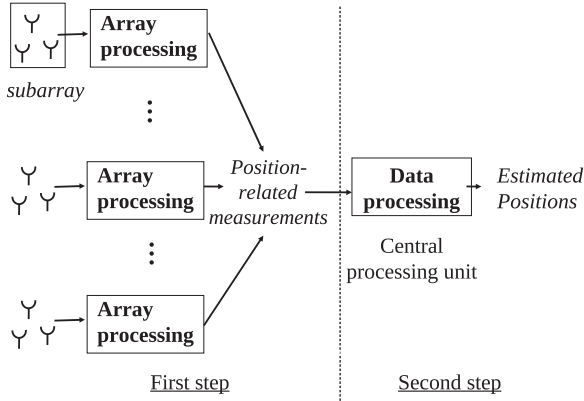 Array
processing
subarray
Array
processing
Position-
related
measurements
Data
processing
Estimated
Positions
Central
processing unit
Array
processing
First step
Second step